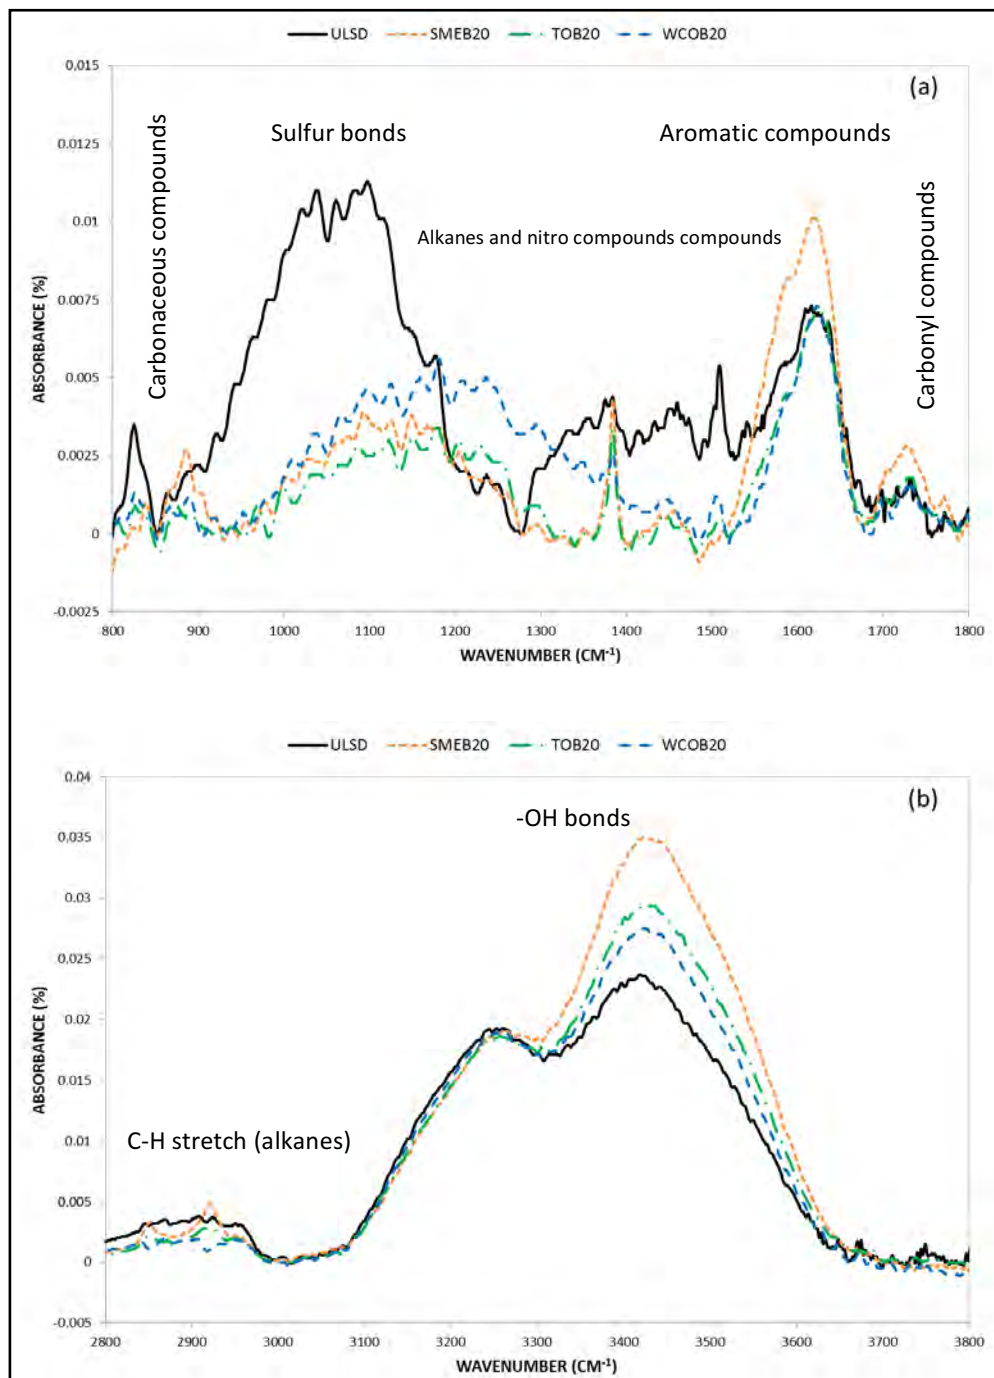 ULSD SMEB20 TOB20 WCOB20
(a)
0.015
0.0125
0.01
0.0075
0.005
0.0025
0
-0.0025
ABSORBANCE (%)
Carbonaceous compounds
Sulfur bonds
Alkanes and nitro compounds compounds
Aromatic compounds
Carbonyl compounds
800 900 1000 1100 1200 1300 1400 1500 1600 1700 1800
WAVENUMBER (CM-1)
ULSD SMEB20 TOB20 WCOB20
(b)
0.04
0.035
0.03
0.025
0.02
0.015
0.01
0.005
0
-0.005
ABSORBANCE (%)
-OH bonds
C-H stretch (alkanes)
2800 2900 3000 3100 3200 3300 3400 3500 3600 3700 3800
WAVENUMBER (CM-1)